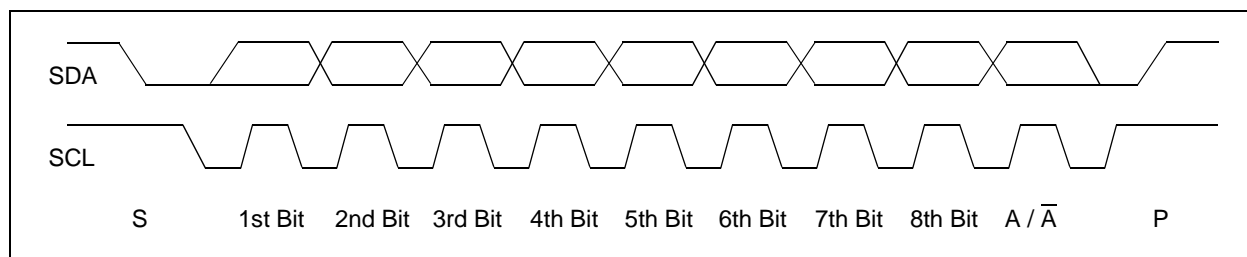 SDA
SCL
S 1st Bit 2nd Bit 3rd Bit 4th Bit 5th Bit 6th Bit 7th Bit 8th Bit A / A̅ P